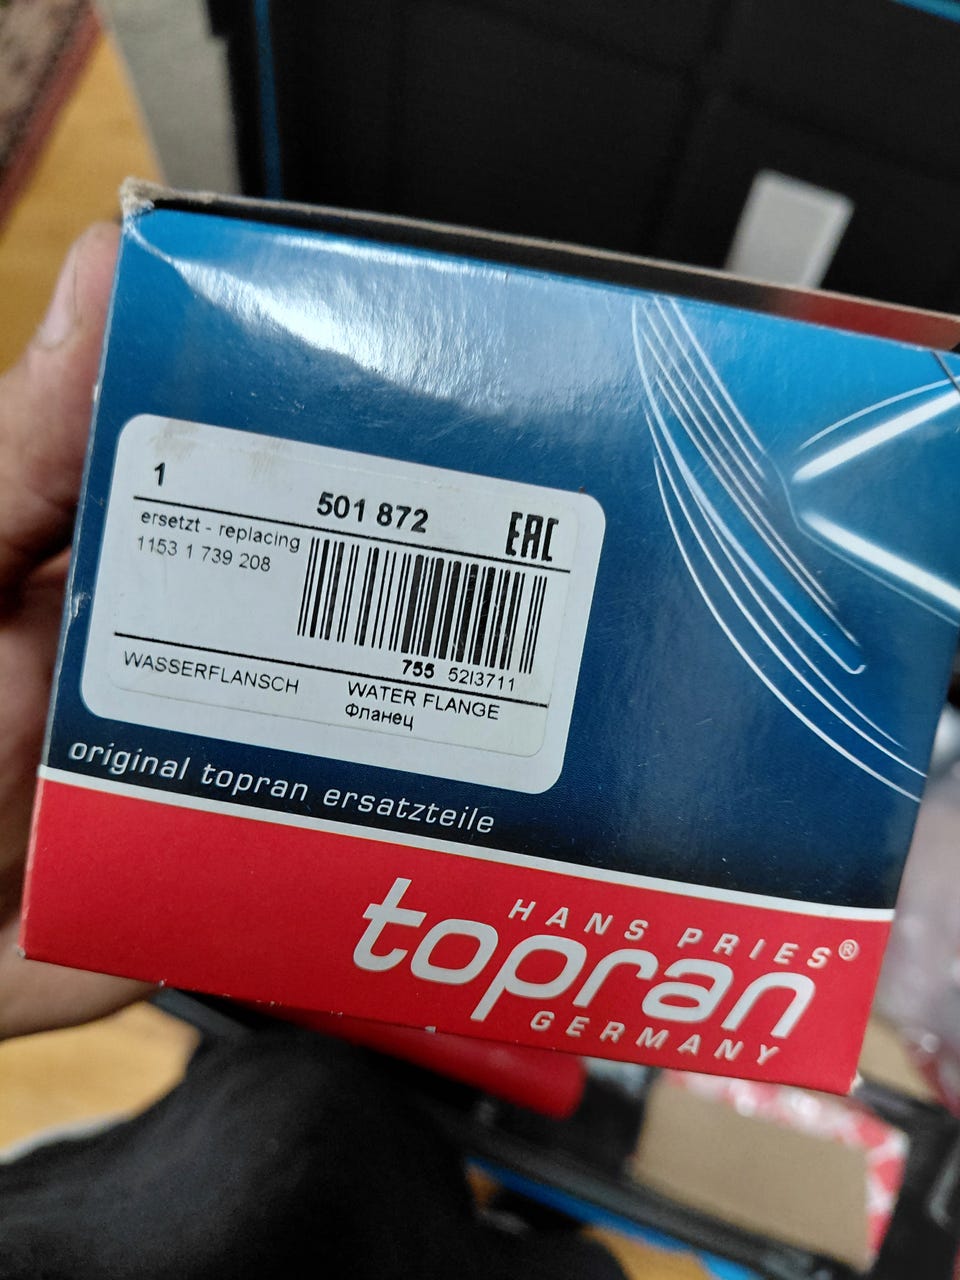 1
501 872
EAC
ersetzt - replacing
1153 1 739 208
755 52I3711
WASSERFLANSCH
WATER FLANGE
Фланец
original topran ersatzteile
HANS PRIES®
topran
GERMANY